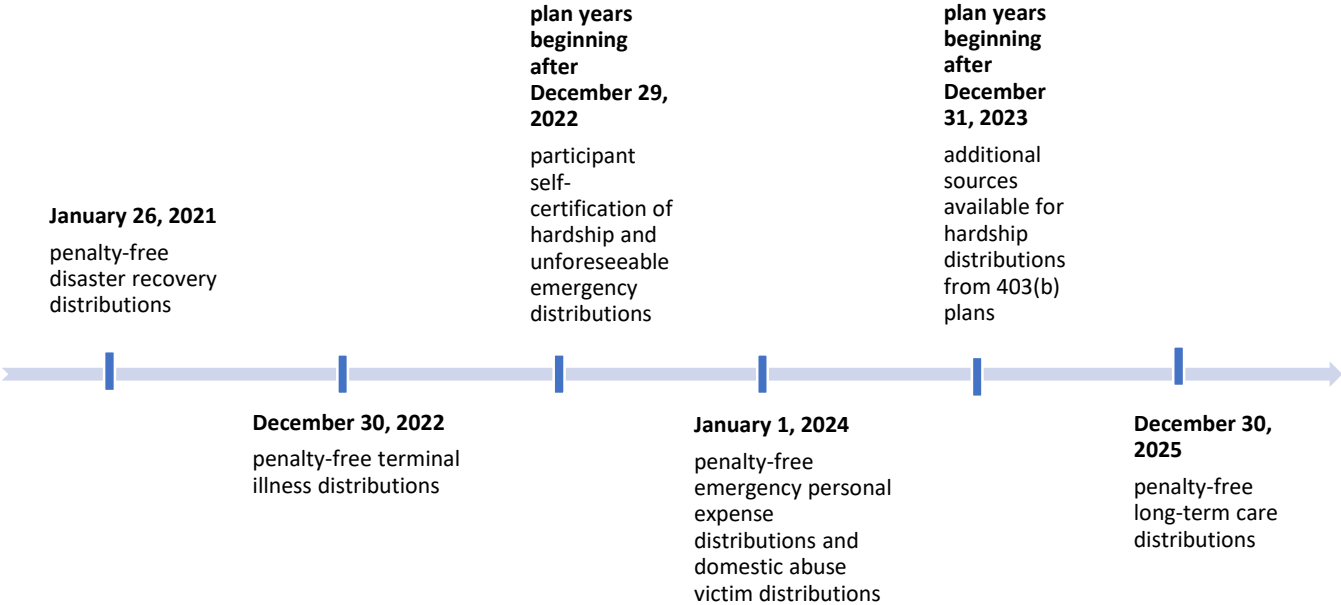 January 26, 2021
penalty-free
disaster recovery
distributions
December 30, 2022
penalty-free terminal
illness distributions
plan years
beginning
after
December 29,
2022
participant
self-
certification of
hardship and
unforeseeable
emergency
distributions
January 1, 2024
penalty-free
emergency personal
expense
distributions and
domestic abuse
victim distributions
plan years
beginning
after
December
31, 2023
additional
sources
available for
hardship
distributions
from 403(b)
plans
December 30,
2025
penalty-free
long-term care
distributions